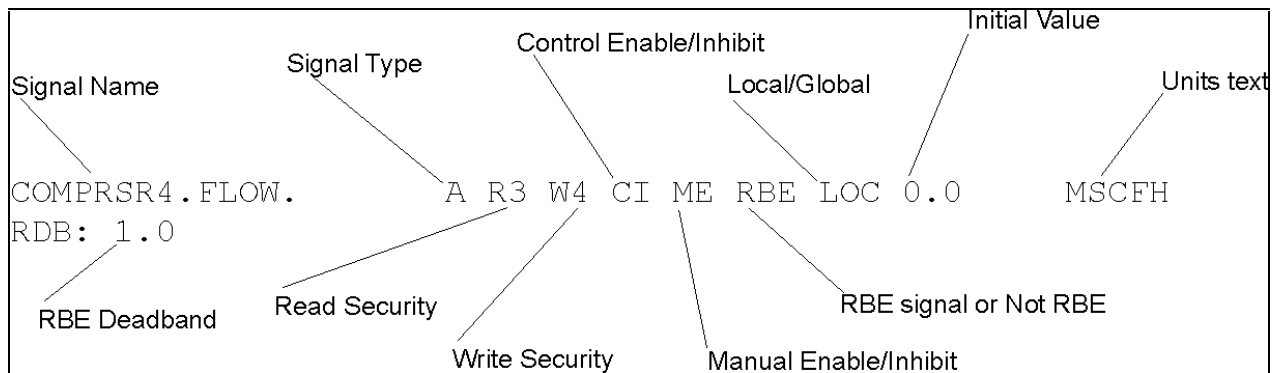 Initial Value
Control Enable/Inhibit
Signal Type
Local/Global
Units text
Signal Name
COMPRSR4.FLOW. A R3 W4 CI ME RBE LOC 0.0 MSCFH
RDB: 1.0
Read Security
RBE signal or Not RBE
RBE Deadband
Write Security
Manual Enable/Inhibit